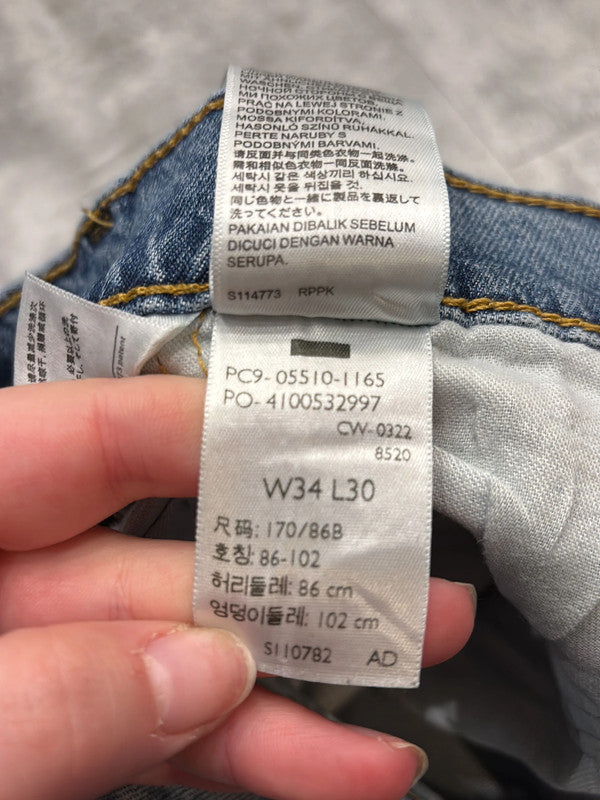 WASCHEN
НОЧНОЙ СТОРОНЫ ВЕЩИ
МИ ПОХОЖИХ ЦВЕТОВ.
PRAĆ NA LEWEJ STRONIE Z
PODOBNYMI KOLORAMI.
MOSSA KIFORDÍTVA,
HASONLÓ SZÍNŰ RUHÁKKAL.
PERTE NARUBY S
PODOBNÝMI BARVAMI.
请反面并与同类色衣物一起洗涤。
需和相似色衣物一同反面洗涤。
세탁시 같은 색상끼리 하십시요.
세탁시 옷을 뒤집을 것.
同じ色物と一緒に製品を裏返して
洗ってください。
PAKAIAN DIBALIK SEBELUM
DICUCI DENGAN WARNA
SERUPA.
S114773 RPPK
PC9- 05510-1165
PO- 4100532997
CW-0322
8520
W34 L30
尺码: 170/86B
호칭: 86-102
허리둘레: 86 cm
엉덩이둘레: 102 cm
S110782 AD